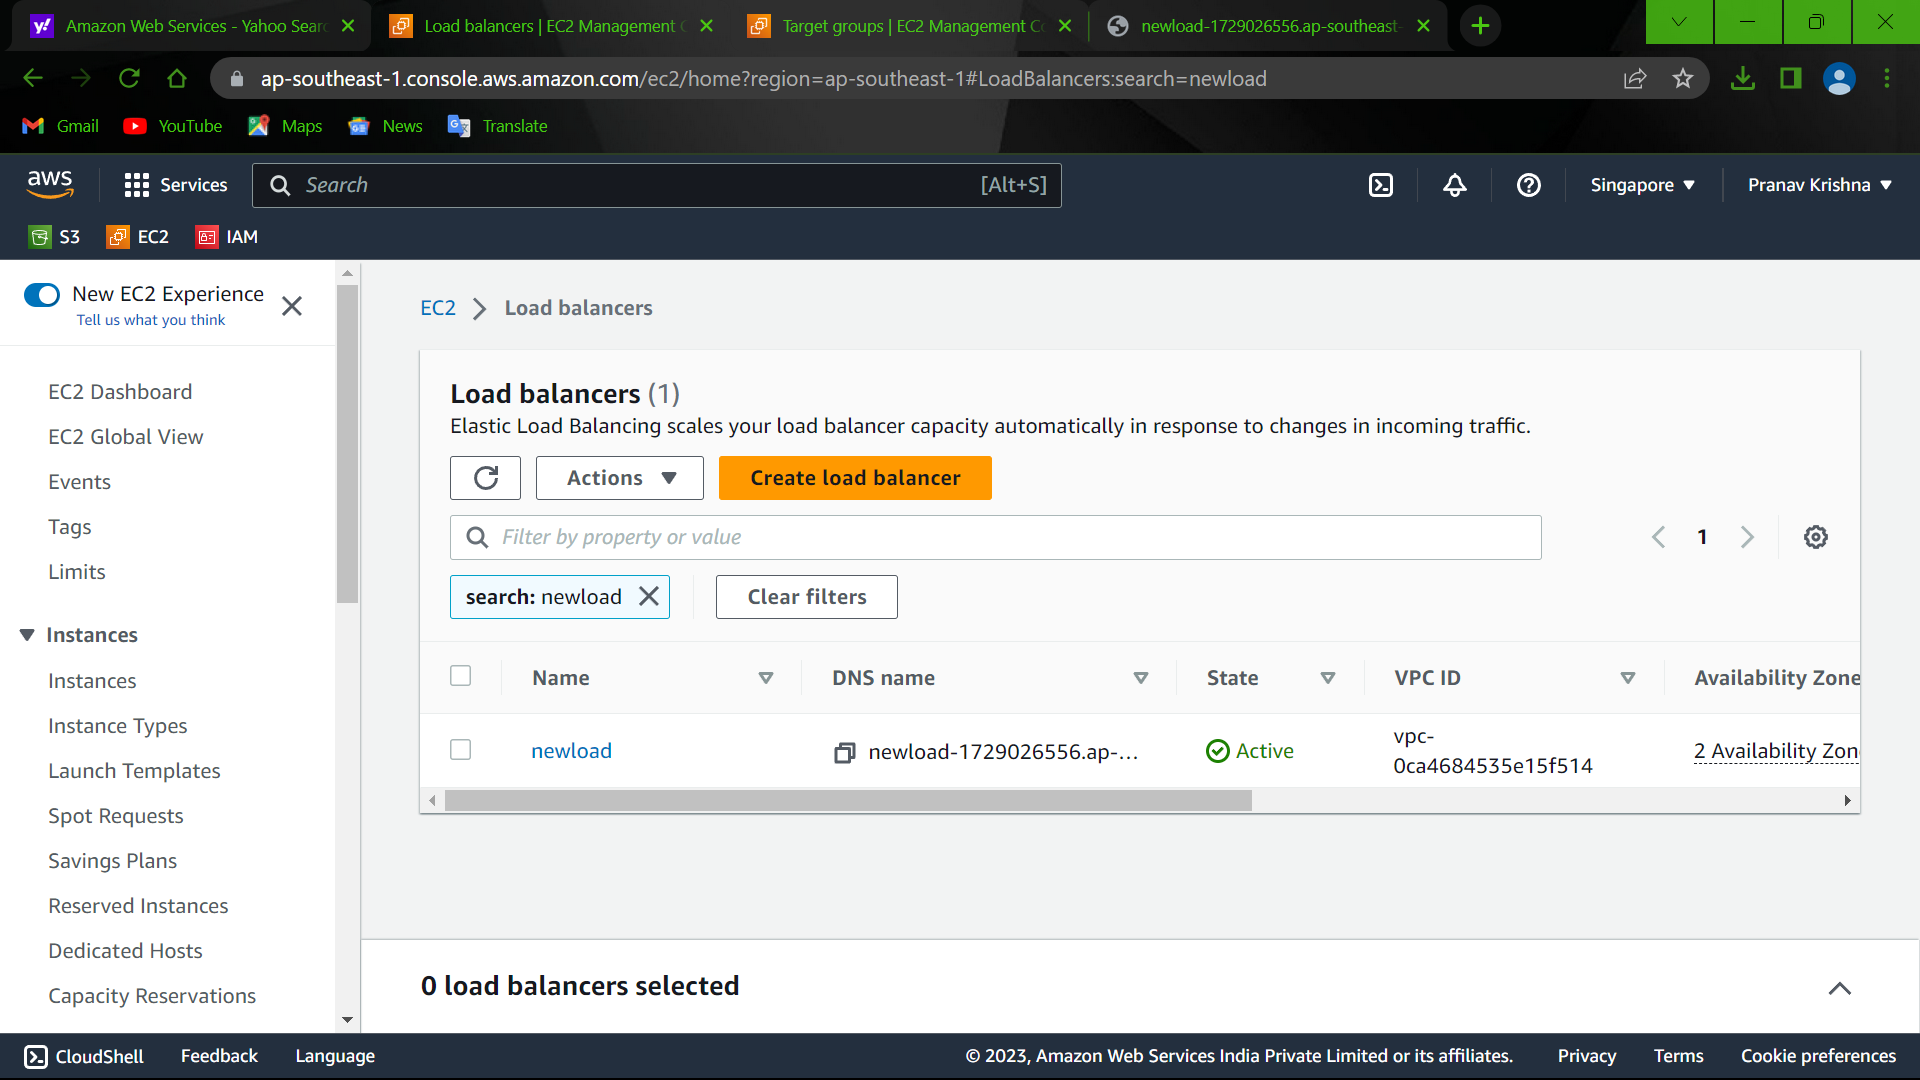 Amazon Web Services - Yahoo Sear
Load balancers | EC2 Management C
Target groups | EC2 Management Co
newload-1729026556.ap-southeast-
ap-southeast-1.console.aws.amazon.com/ec2/home?region=ap-southeast-1#LoadBalancers:search=newload
Gmail
YouTube
Maps
News
Translate
aws
Services
Search
[Alt+S]
Singapore
Pranav Krishna
S3
EC2
IAM
New EC2 Experience
Tell us what you think
EC2 Dashboard
EC2 Global View
Events
Tags
Limits
Instances
Instances
Instance Types
Launch Templates
Spot Requests
Savings Plans
Reserved Instances
Dedicated Hosts
Capacity Reservations
EC2
Load balancers
Load balancers (1)
Elastic Load Balancing scales your load balancer capacity automatically in response to changes in incoming traffic.
Actions
Create load balancer
Filter by property or value
1
search: newload
Clear filters
Name
DNS name
State
VPC ID
Availability Zone
newload
newload-1729026556.ap-...
Active
vpc-
0ca4684535e15f514
2 Availability Zon
0 load balancers selected
CloudShell
Feedback
Language
© 2023, Amazon Web Services India Private Limited or its affiliates.
Privacy
Terms
Cookie preferences